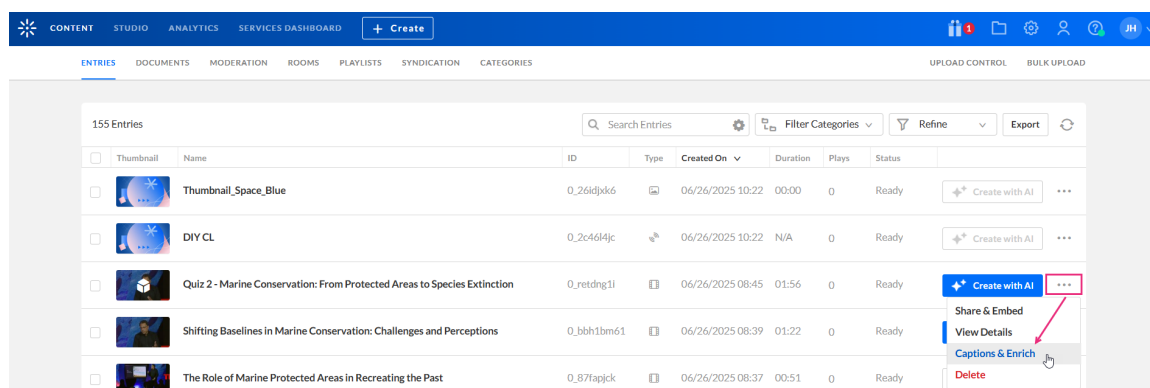 CONTENT STUDIO ANALYTICS SERVICES DASHBOARD + Create 1 JH
ENTRIES DOCUMENTS MODERATION ROOMS PLAYLISTS SYNDICATION CATEGORIES UPLOAD CONTROL BULK UPLOAD
155 Entries Search Entries Filter Categories Refine Export
Thumbnail Name ID Type Created On Duration Plays Status
Thumbnail_Space_Blue 0_26idjxk6 06/26/2025 10:22 00:00 0 Ready Create with AI
DIY CL 0_2c46l4jc 06/26/2025 10:22 N/A 0 Ready Create with AI
Quiz 2 - Marine Conservation: From Protected Areas to Species Extinction 0_retdng1i 06/26/2025 08:45 01:56 0 Ready Create with AI
Share & Embed
Shifting Baselines in Marine Conservation: Challenges and Perceptions 0_bbh1bm61 06/26/2025 08:39 01:22 0 Ready View Details
Captions & Enrich
The Role of Marine Protected Areas in Recreating the Past 0_87fapjck 06/26/2025 08:37 00:51 0 Ready Delete